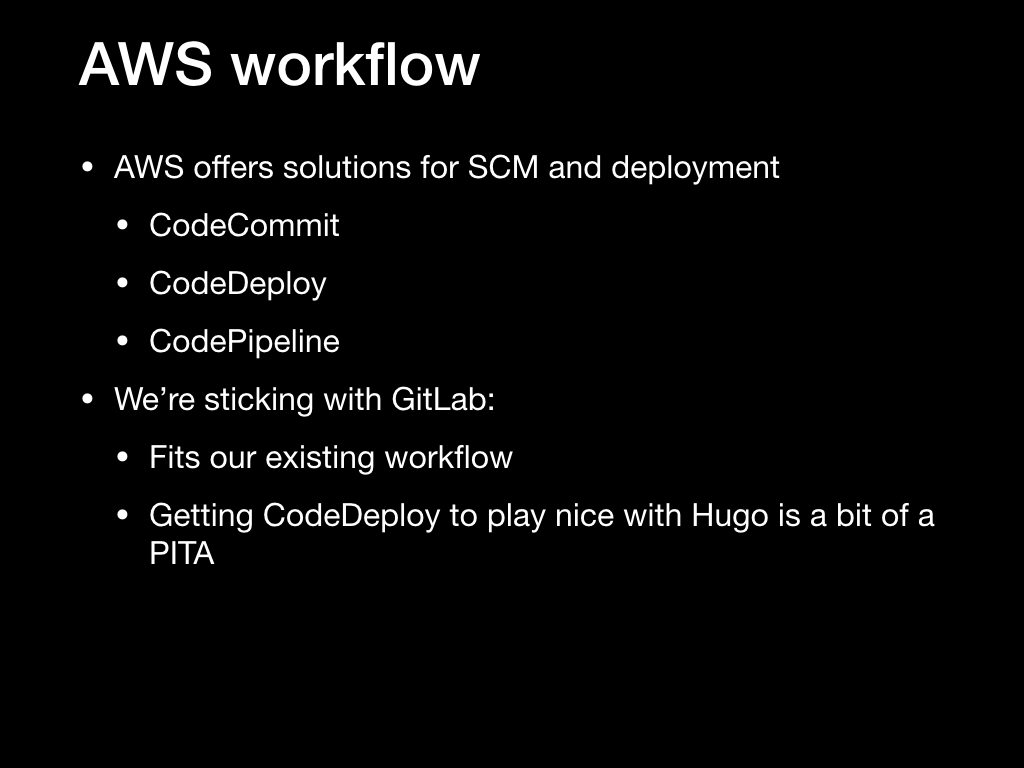 AWS workflow
• AWS offers solutions for SCM and deployment
• CodeCommit
• CodeDeploy
• CodePipeline
• We’re sticking with GitLab:
• Fits our existing workflow
• Getting CodeDeploy to play nice with Hugo is a bit of a
PITA